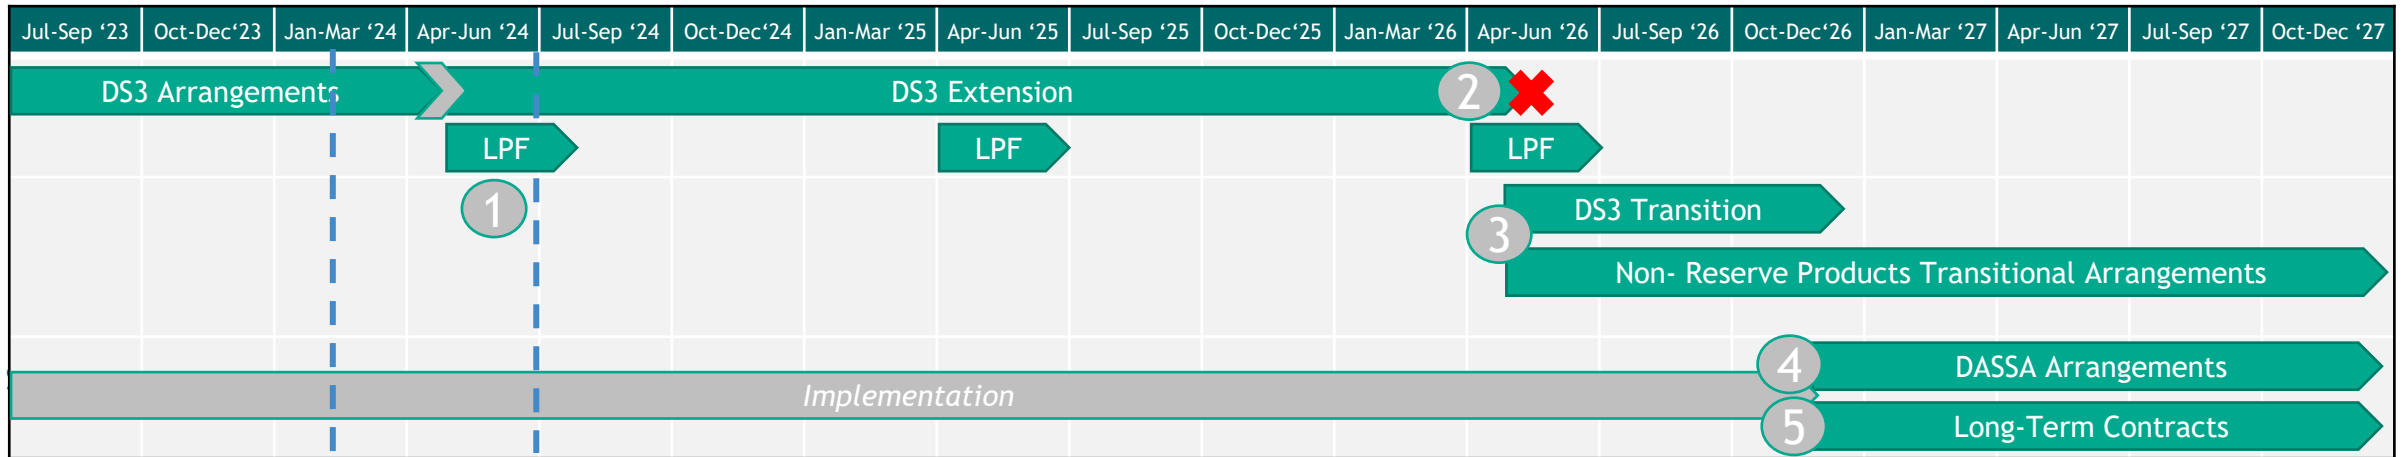 Jul-Sep ‘23 Oct-Dec‘23 Jan-Mar ‘24 Apr-Jun ‘24 Jul-Sep ‘24 Oct-Dec‘24 Jan-Mar ‘25 Apr-Jun ‘25 Jul-Sep ‘25 Oct-Dec‘25 Jan-Mar ‘26 Apr-Jun ‘26 Jul-Sep ‘26 Oct-Dec‘26 Jan-Mar ‘27 Apr-Jun ‘27 Jul-Sep ‘27 Oct-Dec ‘27
DS3 Arrangements DS3 Extension 2
LPF LPF LPF
1 DS3 Transition
3
Non- Reserve Products Transitional Arrangements
4 DASSA Arrangements
Implementation
5 Long-Term Contracts